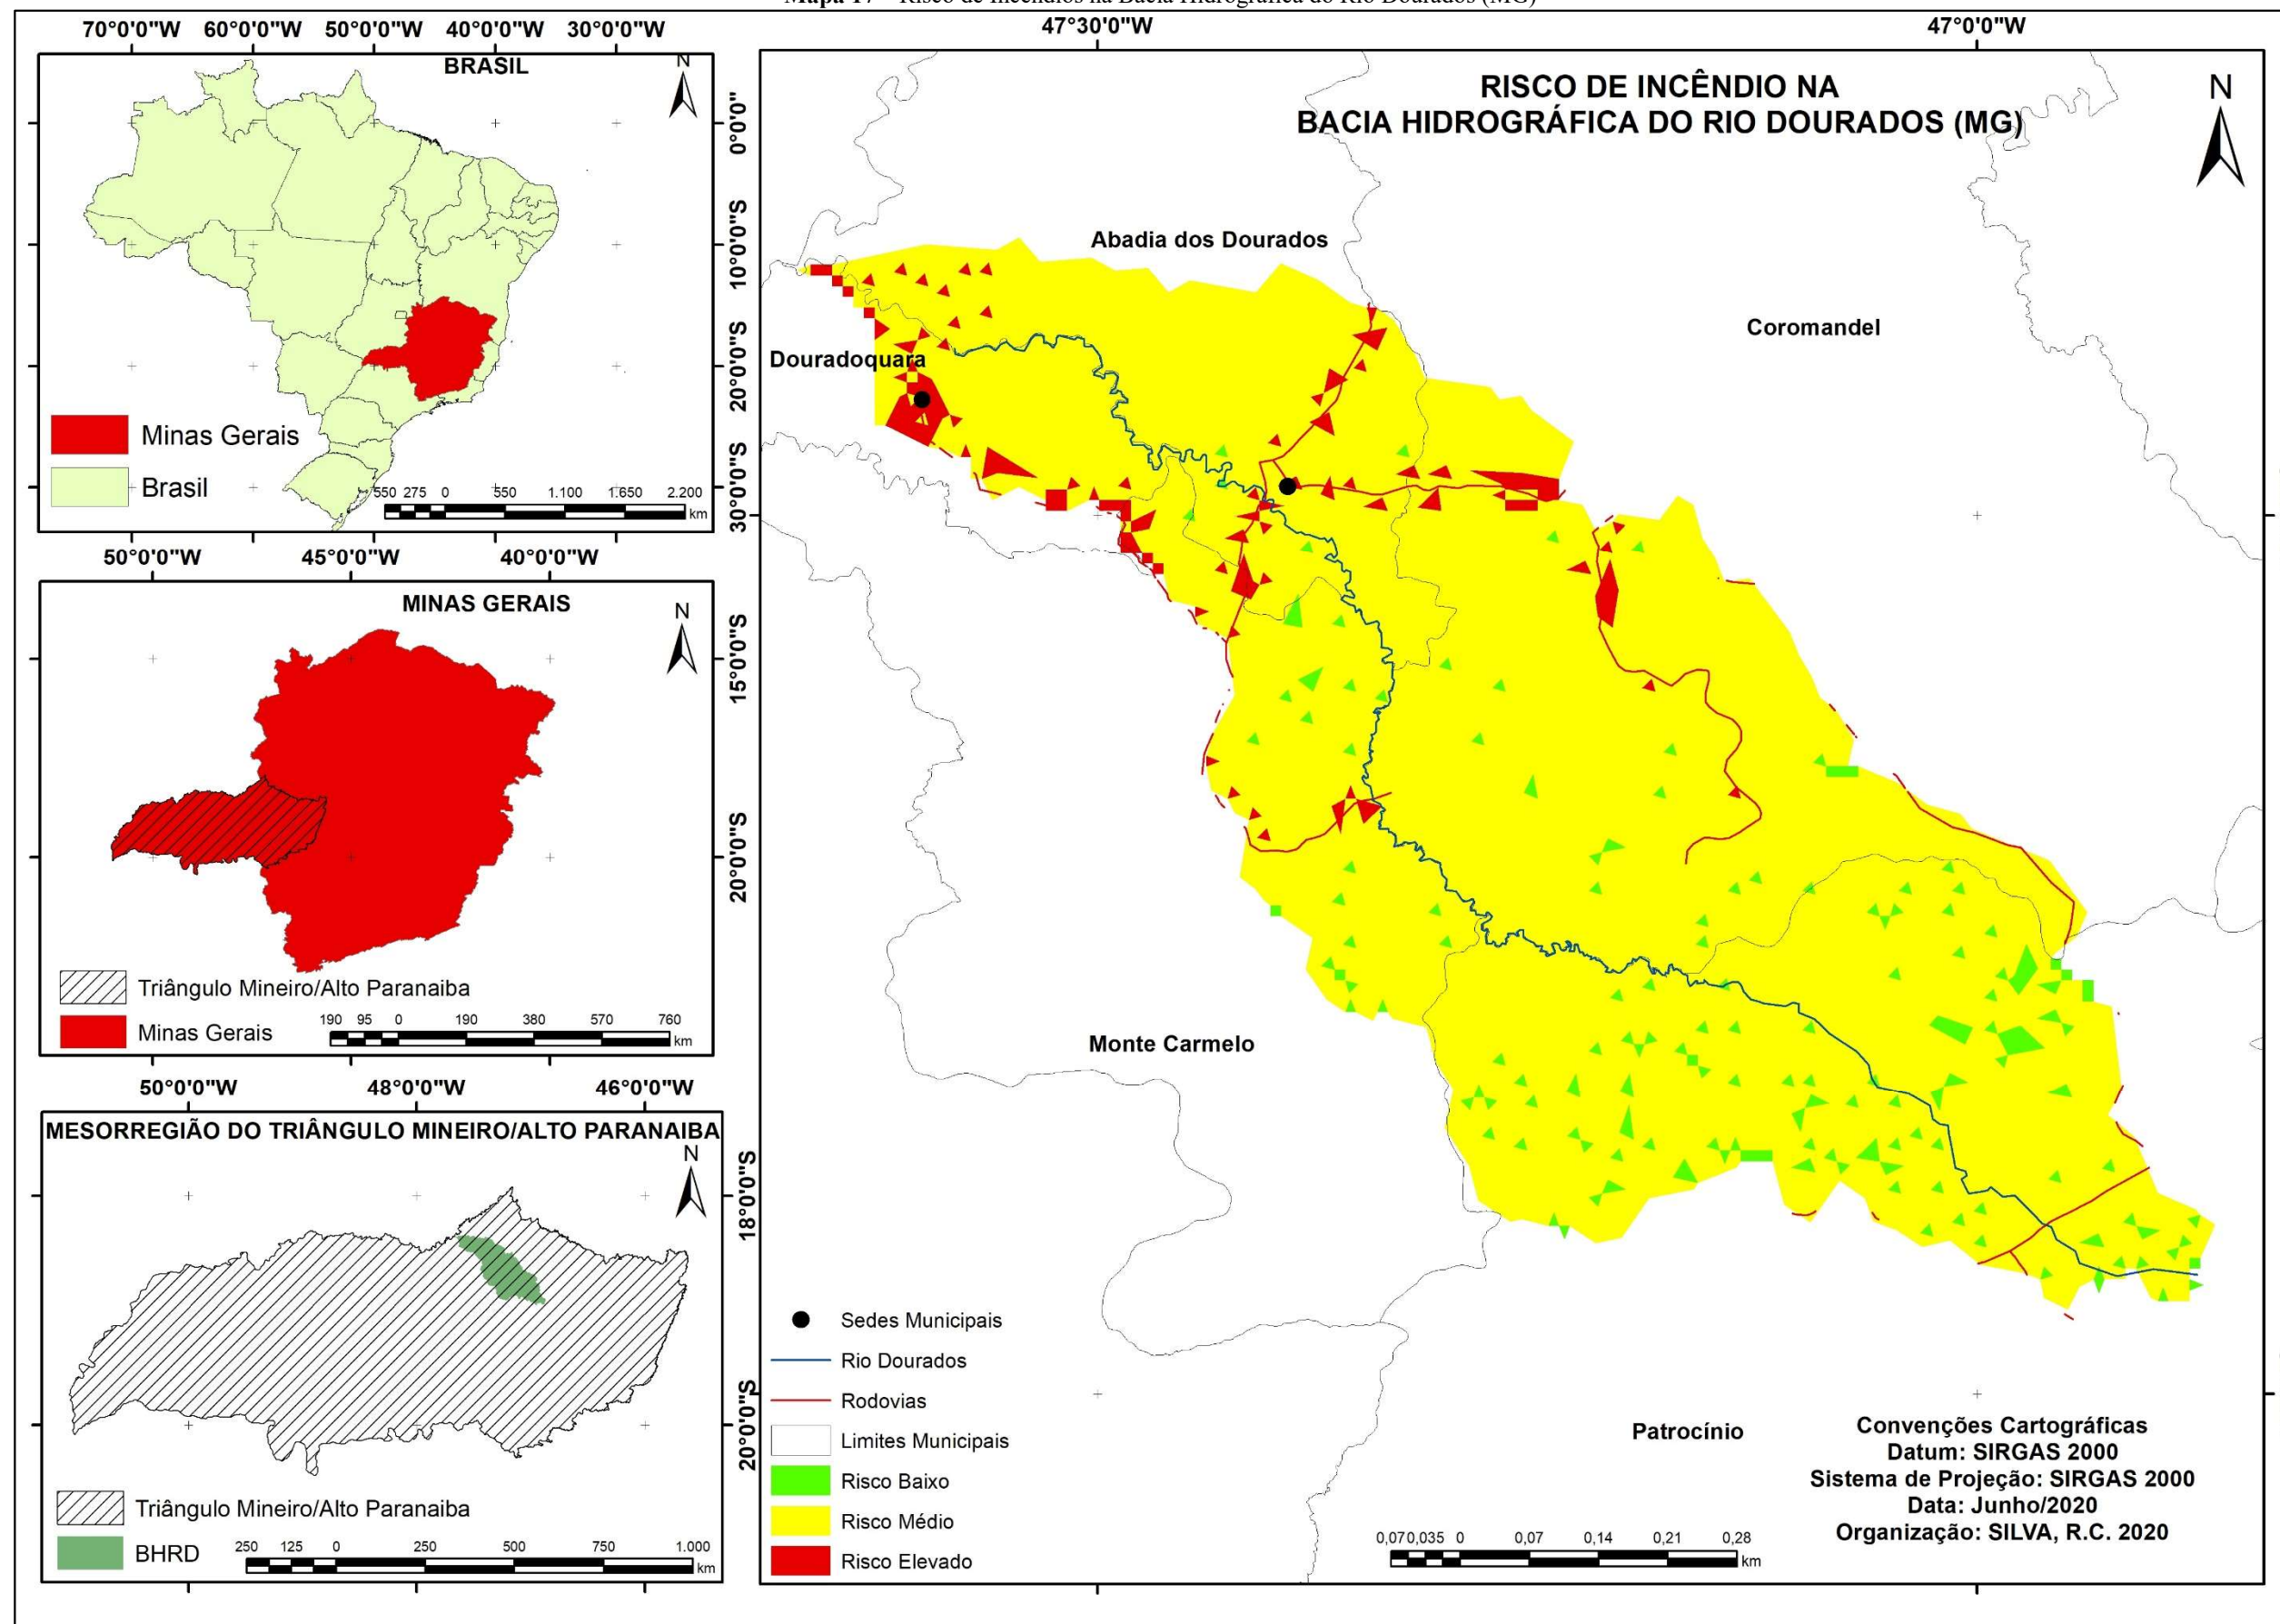 Mapa 17 – Risco de Incêndios na Bacia Hidrográfica do Rio Dourados (MG)
70°0'0"W 60°0'0"W 50°0'0"W 40°0'0"W 30°0'0"W
BRASIL
N
0°0'0"
10°0'0"S
20°0'0"S
30°0'0"S
Minas Gerais
Brasil
550 275 0 550 1.100 1.650 2.200
km
50°0'0"W 45°0'0"W 40°0'0"W
MINAS GERAIS
N
15°0'0"S
20°0'0"S
Triângulo Mineiro/Alto Paranaiba
Minas Gerais
190 95 0 190 380 570 760
km
50°0'0"W 48°0'0"W 46°0'0"W
MESORREGIÃO DO TRIÂNGULO MINEIRO/ALTO PARANAIBA
N
18°0'0"S
20°0'0"S
Triângulo Mineiro/Alto Paranaiba
BHRD
250 125 0 250 500 750 1.000
km
47°30'0"W 47°0'0"W
RISCO DE INCÊNDIO NA
BACIA HIDROGRÁFICA DO RIO DOURADOS (MG)
N
Abadia dos Dourados
Coromandel
Douradoquara
Monte Carmelo
Patrocínio
Sedes Municipais
Rio Dourados
Rodovias
Limites Municipais
Risco Baixo
Risco Médio
Risco Elevado
0,070,035 0 0,07 0,14 0,21 0,28
km
Convenções Cartográficas
Datum: SIRGAS 2000
Sistema de Projeção: SIRGAS 2000
Data: Junho/2020
Organização: SILVA, R.C. 2020